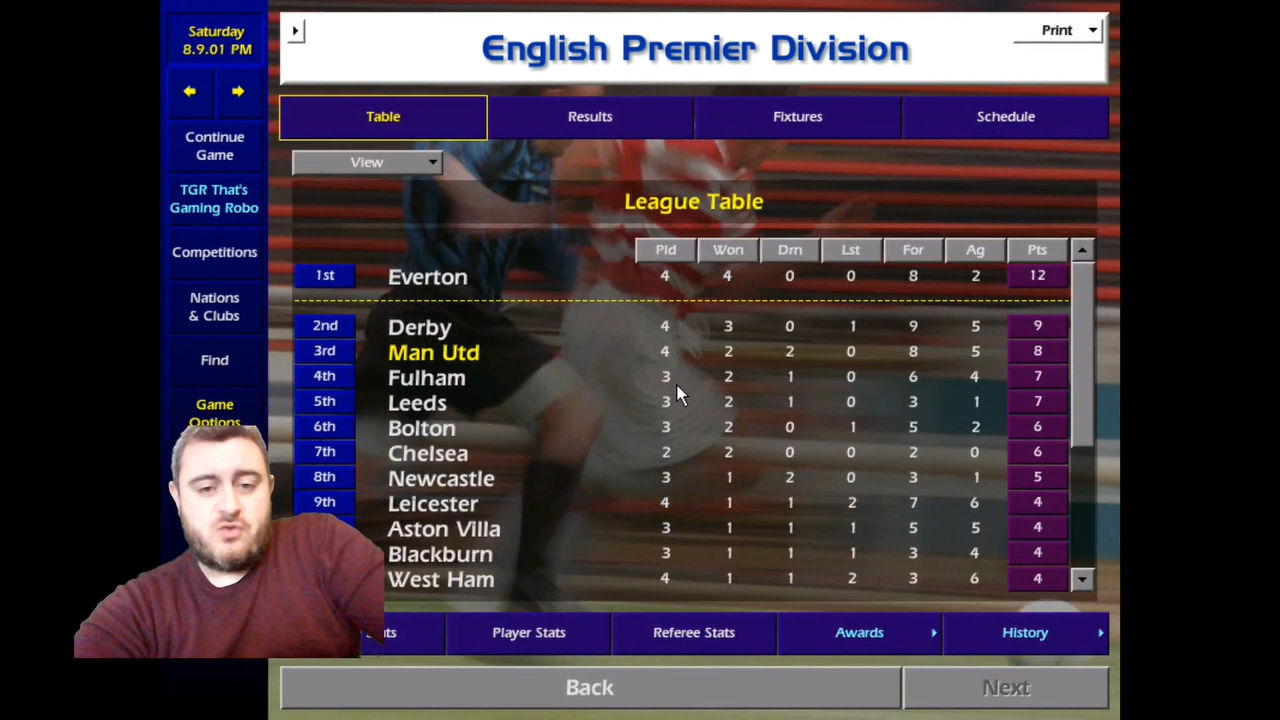 Saturday
8.9.01 PM
Continue
Game
TGR That's
Gaming Robo
Competitions
Nations
& Clubs
Find
Game
Options
Print
English Premier Division
Table Results Fixtures Schedule
View
League Table
Pld Won Drn Lst For Ag Pts
1st Everton 4 4 0 0 8 2 12
2nd Derby 4 3 0 1 9 5 9
3rd Man Utd 4 2 2 0 8 5 8
4th Fulham 3 2 1 0 6 4 7
5th Leeds 3 2 1 0 3 1 7
6th Bolton 3 2 0 1 5 2 6
7th Chelsea 2 2 0 0 2 0 6
8th Newcastle 3 1 2 0 3 1 5
9th Leicester 4 1 1 2 7 6 4
Aston Villa 3 1 1 1 5 5 4
Blackburn 3 1 1 1 3 4 4
West Ham 4 1 1 2 3 6 4
Player Stats Referee Stats Awards History
Back Next